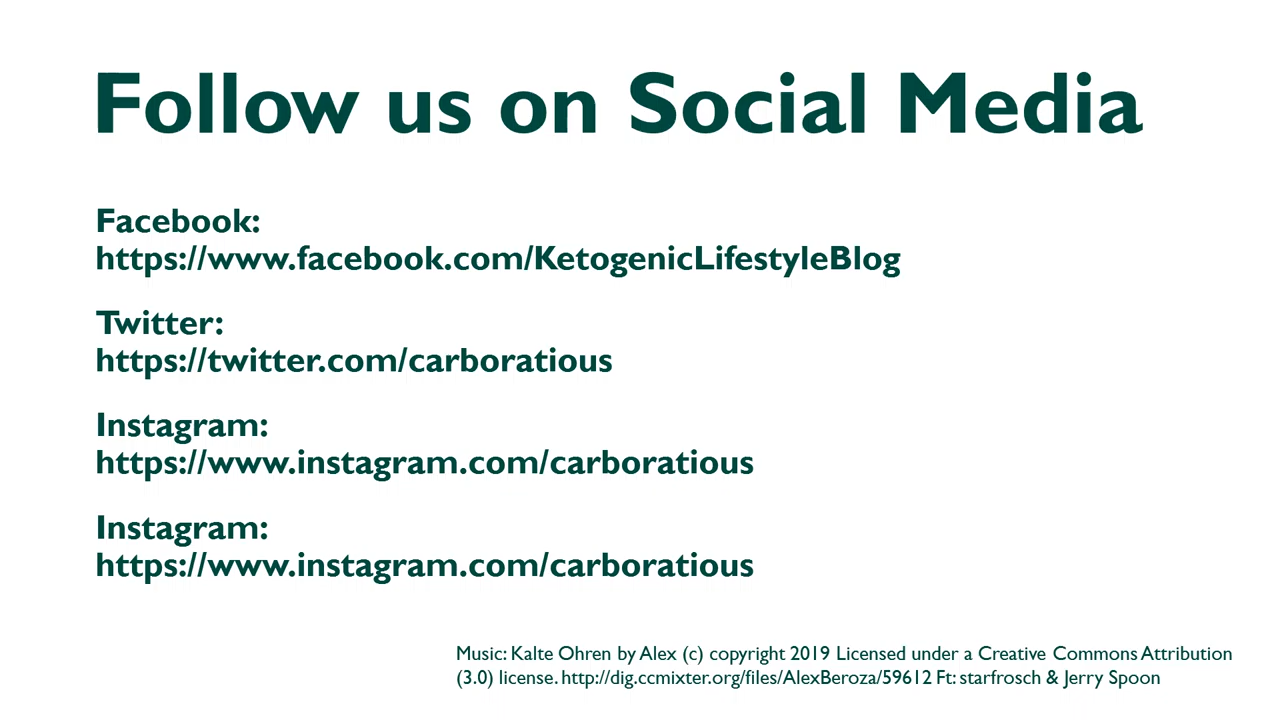 Follow us on Social Media
Facebook:
https://www.facebook.com/KetogenicLifestyleBlog
Twitter:
https://twitter.com/carboratious
Instagram:
https://www.instagram.com/carboratious
Instagram:
https://www.instagram.com/carboratious
Music: Kalte Ohren by Alex (c) copyright 2019 Licensed under a Creative Commons Attribution
(3.0) license. http://dig.ccmixter.org/files/AlexBeroza/59612 Ft: starfrosch & Jerry Spoon